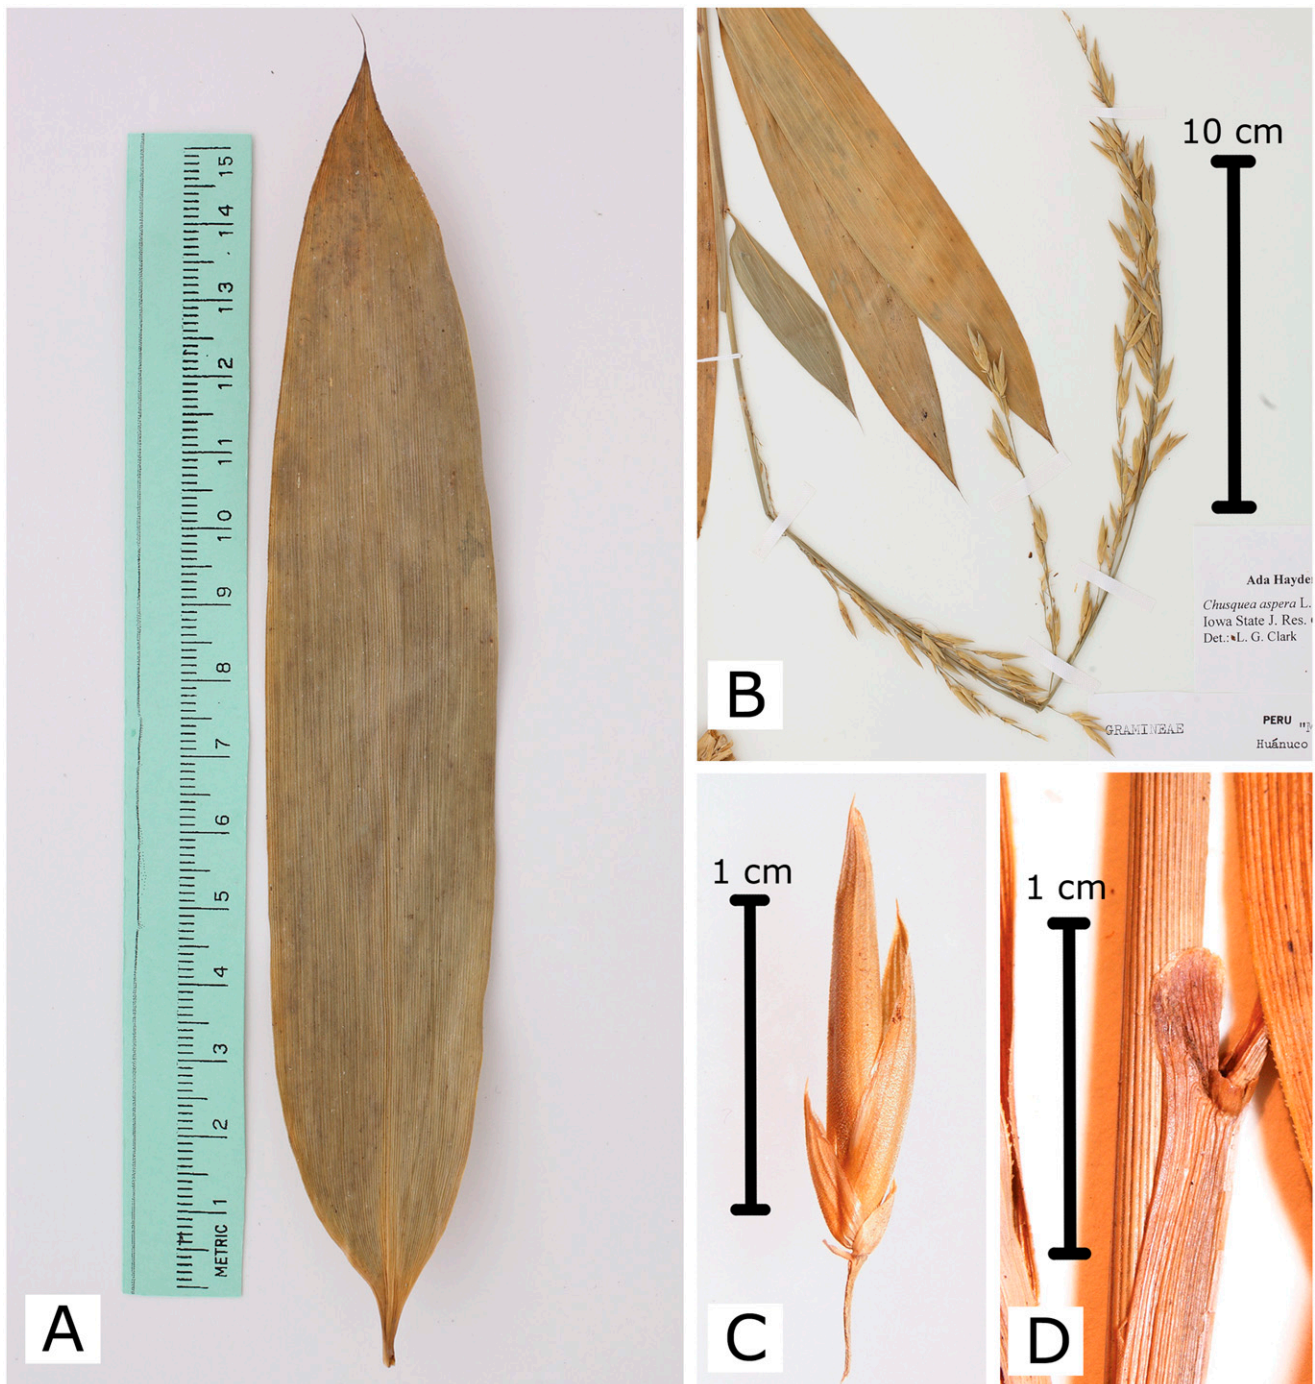 15
14
13
12
11
10
9
8
7
6
5
4
3
2
1
METRIC
A
10 cm
Ada Hayde
Chusquea aspera L.
Iowa State J. Res.
Det.: L. G. Clark
GRAMINEAE
PERU "M
Huánuco
B
1 cm
C
1 cm
D